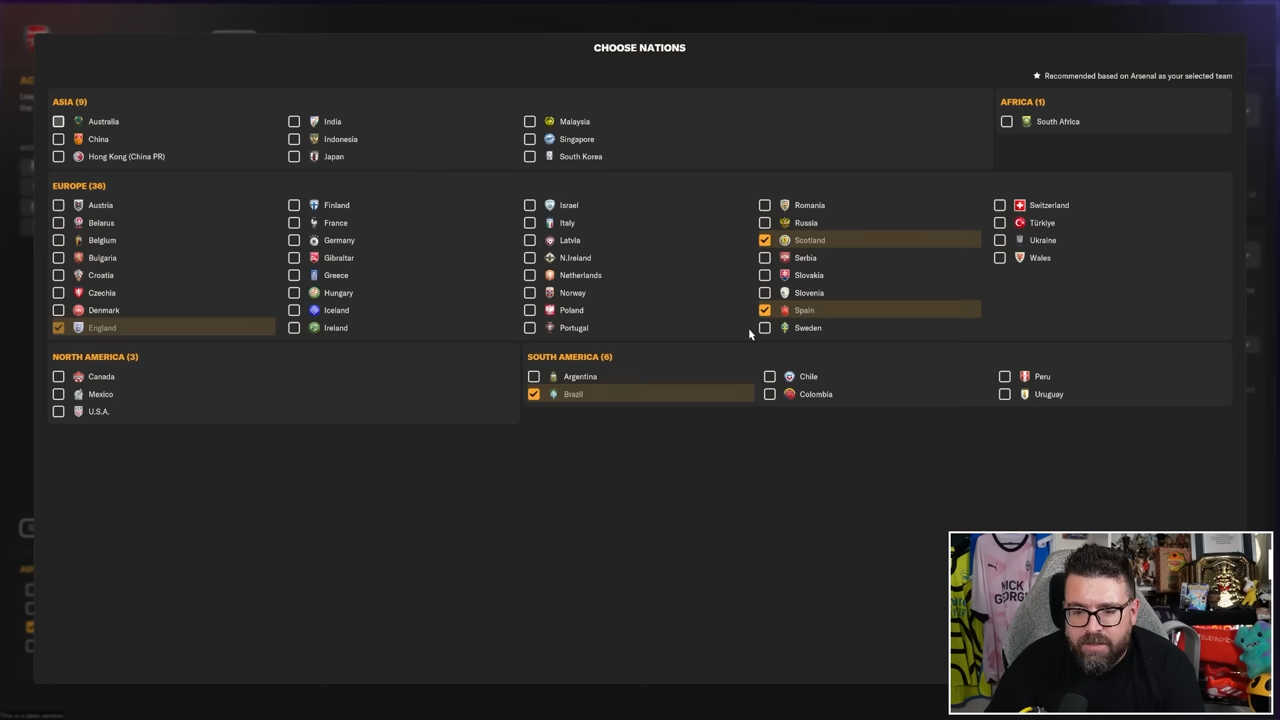 CHOOSE NATIONS
Recommended based on Arsenal as your selected team
ASIA (9)
Australia
India
Malaysia
China
Indonesia
Singapore
Hong Kong (China PR)
Japan
South Korea
AFRICA (1)
South Africa
EUROPE (36)
Austria
Finland
Israel
Romania
Switzerland
Belarus
France
Italy
Russia
Türkiye
Belgium
Germany
Latvia
Scotland
Ukraine
Bulgaria
Gibraltar
N.Ireland
Serbia
Wales
Croatia
Greece
Netherlands
Slovakia
Czechia
Hungary
Norway
Slovenia
Denmark
Iceland
Poland
Spain
England
Ireland
Portugal
Sweden
NORTH AMERICA (3)
Canada
Mexico
U.S.A.
SOUTH AMERICA (6)
Argentina
Chile
Peru
Brazil
Colombia
Uruguay
NICK
GEORGE